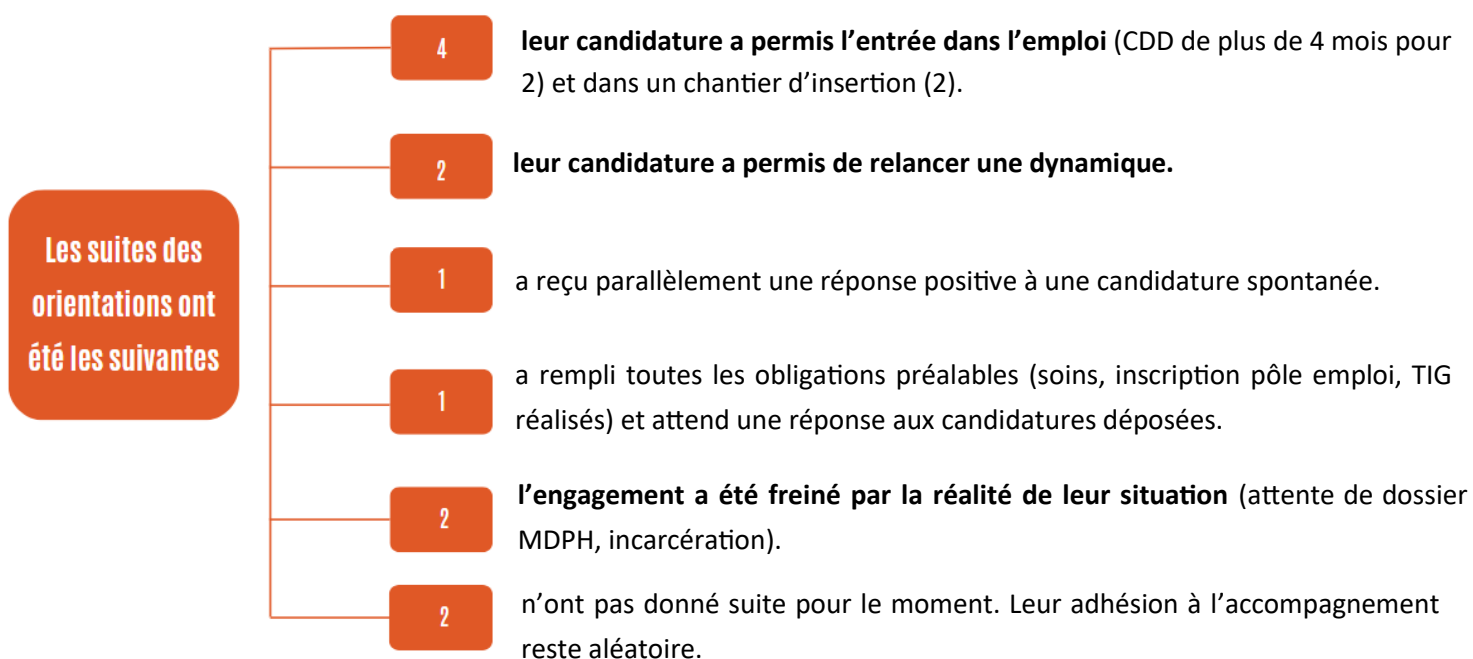 Les suites des
orientations ont
été les suivantes
4
leur candidature a permis l'entrée dans l'emploi (CDD de plus de 4 mois pour
2) et dans un chantier d'insertion (2).
2
leur candidature a permis de relancer une dynamique.
1
a reçu parallèlement une réponse positive à une candidature spontanée.
1
a rempli toutes les obligations préalables (soins, inscription pôle emploi, TIG
réalisés) et attend une réponse aux candidatures déposées.
2
l'engagement a été freiné par la réalité de leur situation (attente de dossier
MDPH, incarcération).
2
n'ont pas donné suite pour le moment. Leur adhésion à l'accompagnement
reste aléatoire.